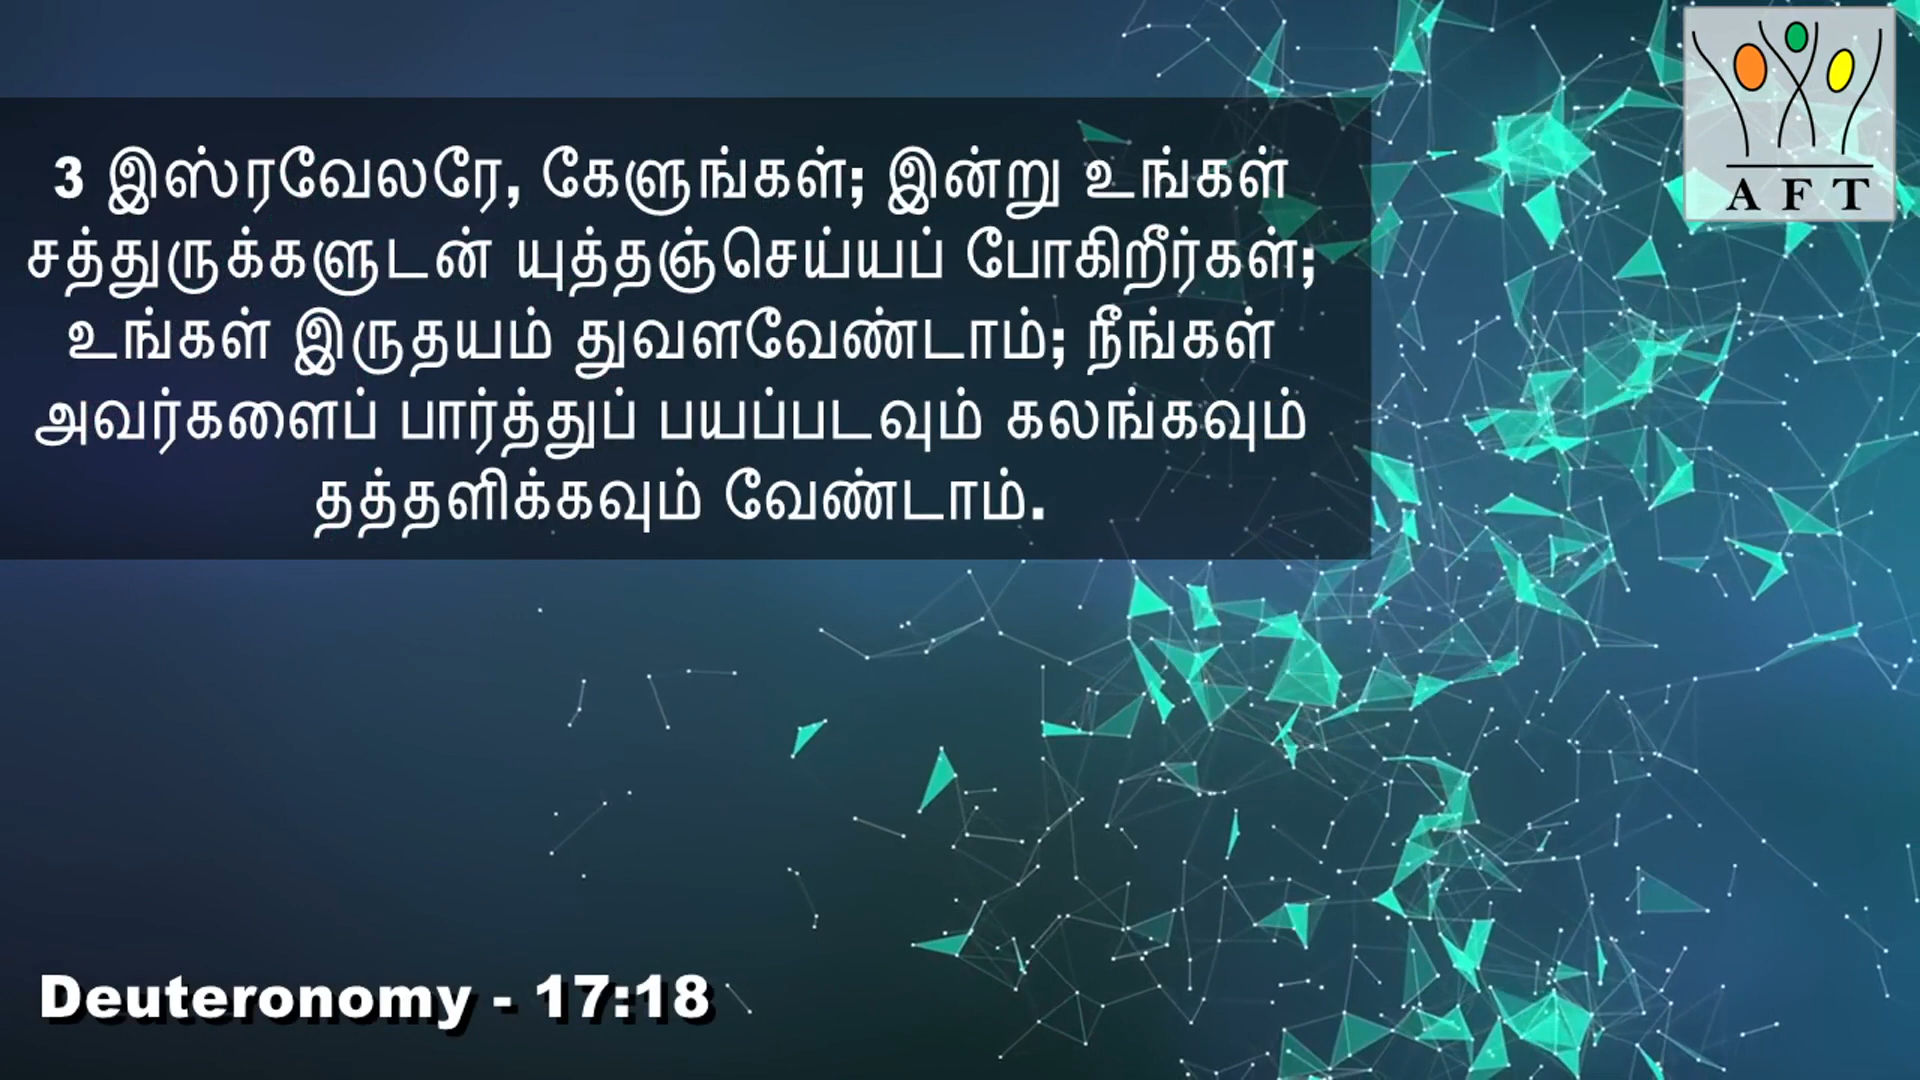 3 இஸ்ரவேலரே, கேளுங்கள்; இன்று உங்கள்
சத்துருக்களுடன் யுத்தஞ்செய்யப் போகிறீர்கள்;
உங்கள் இருதயம் துவளவேண்டாம்; நீங்கள்
அவர்களைப் பார்த்துப் பயப்படவும் கலங்கவும்
தத்தளிக்கவும் வேண்டாம்.
AFT
Deuteronomy - 17:18